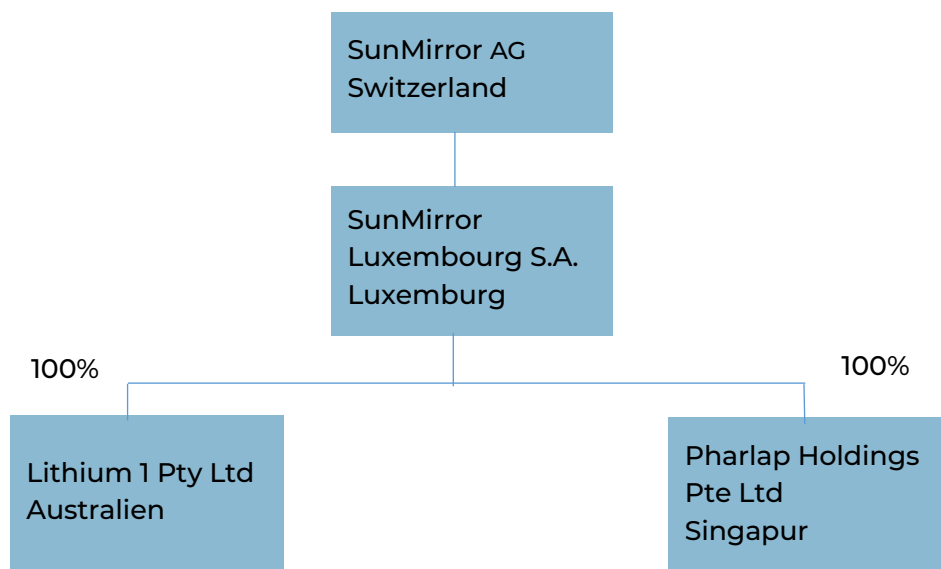 SunMirror AG
Switzerland
SunMirror
Luxembourg S.A.
Luxemburg
100%
100%
Lithium 1 Pty Ltd
Australien
Pharlap Holdings
Pte Ltd
Singapur